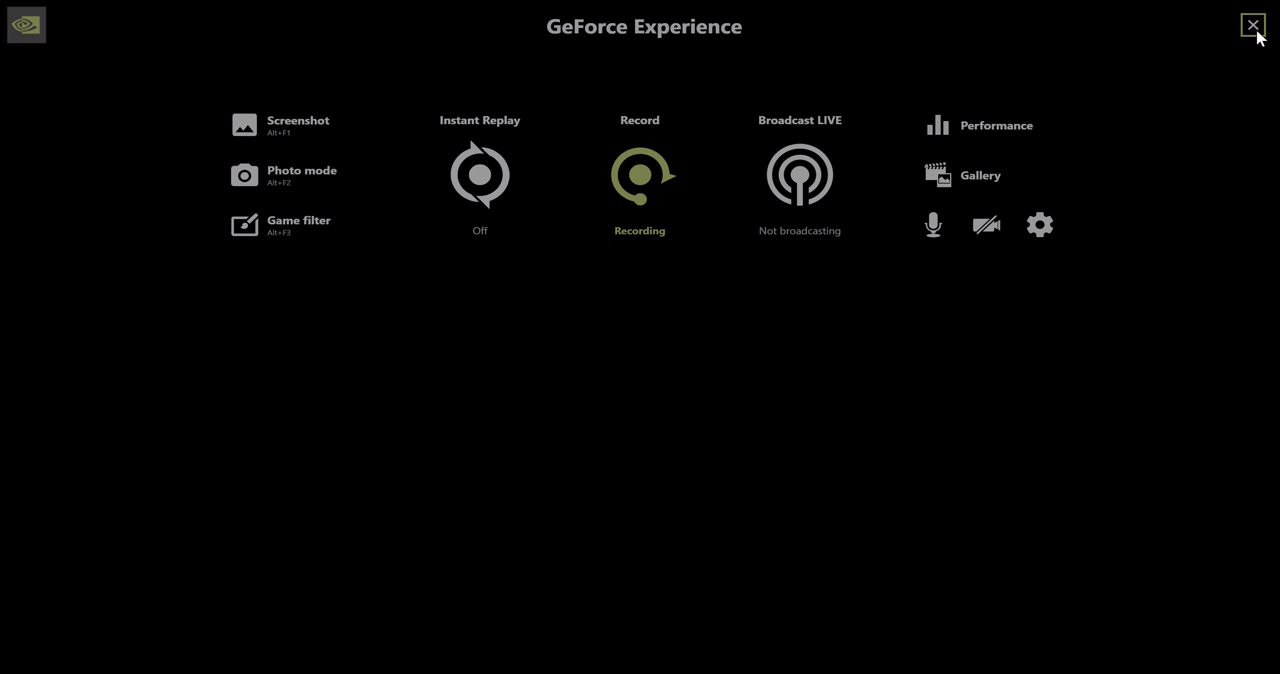 GeForce Experience
Screenshot
Alt+F1
Photo mode
Alt+F2
Game filter
Alt+F3
Instant Replay
Off
Record
Recording
Broadcast LIVE
Not broadcasting
Performance
Gallery